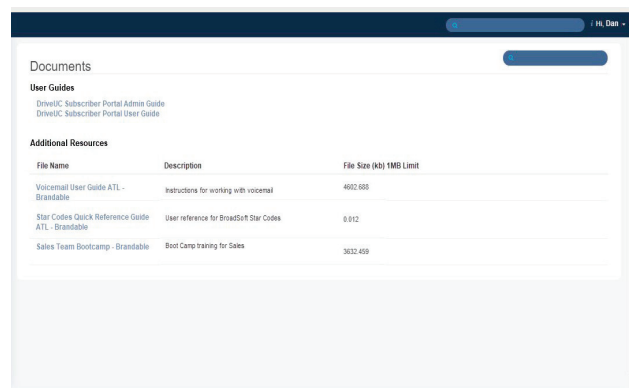 Hi, Dan
Documents
User Guides
DriveUC Subscriber Portal Admin Guide
DriveUC Subscriber Portal User Guide
Additional Resources
File Name Description File Size (kb) 1MB Limit
Voicemail User Guide ATL - Brandable Instructions for working with voicemail 4602.688
Star Codes Quick Reference Guide ATL - Brandable User reference for BroadSoft Star Codes 0.012
Sales Team Bootcamp - Brandable Boot Camp training for Sales 3632.459